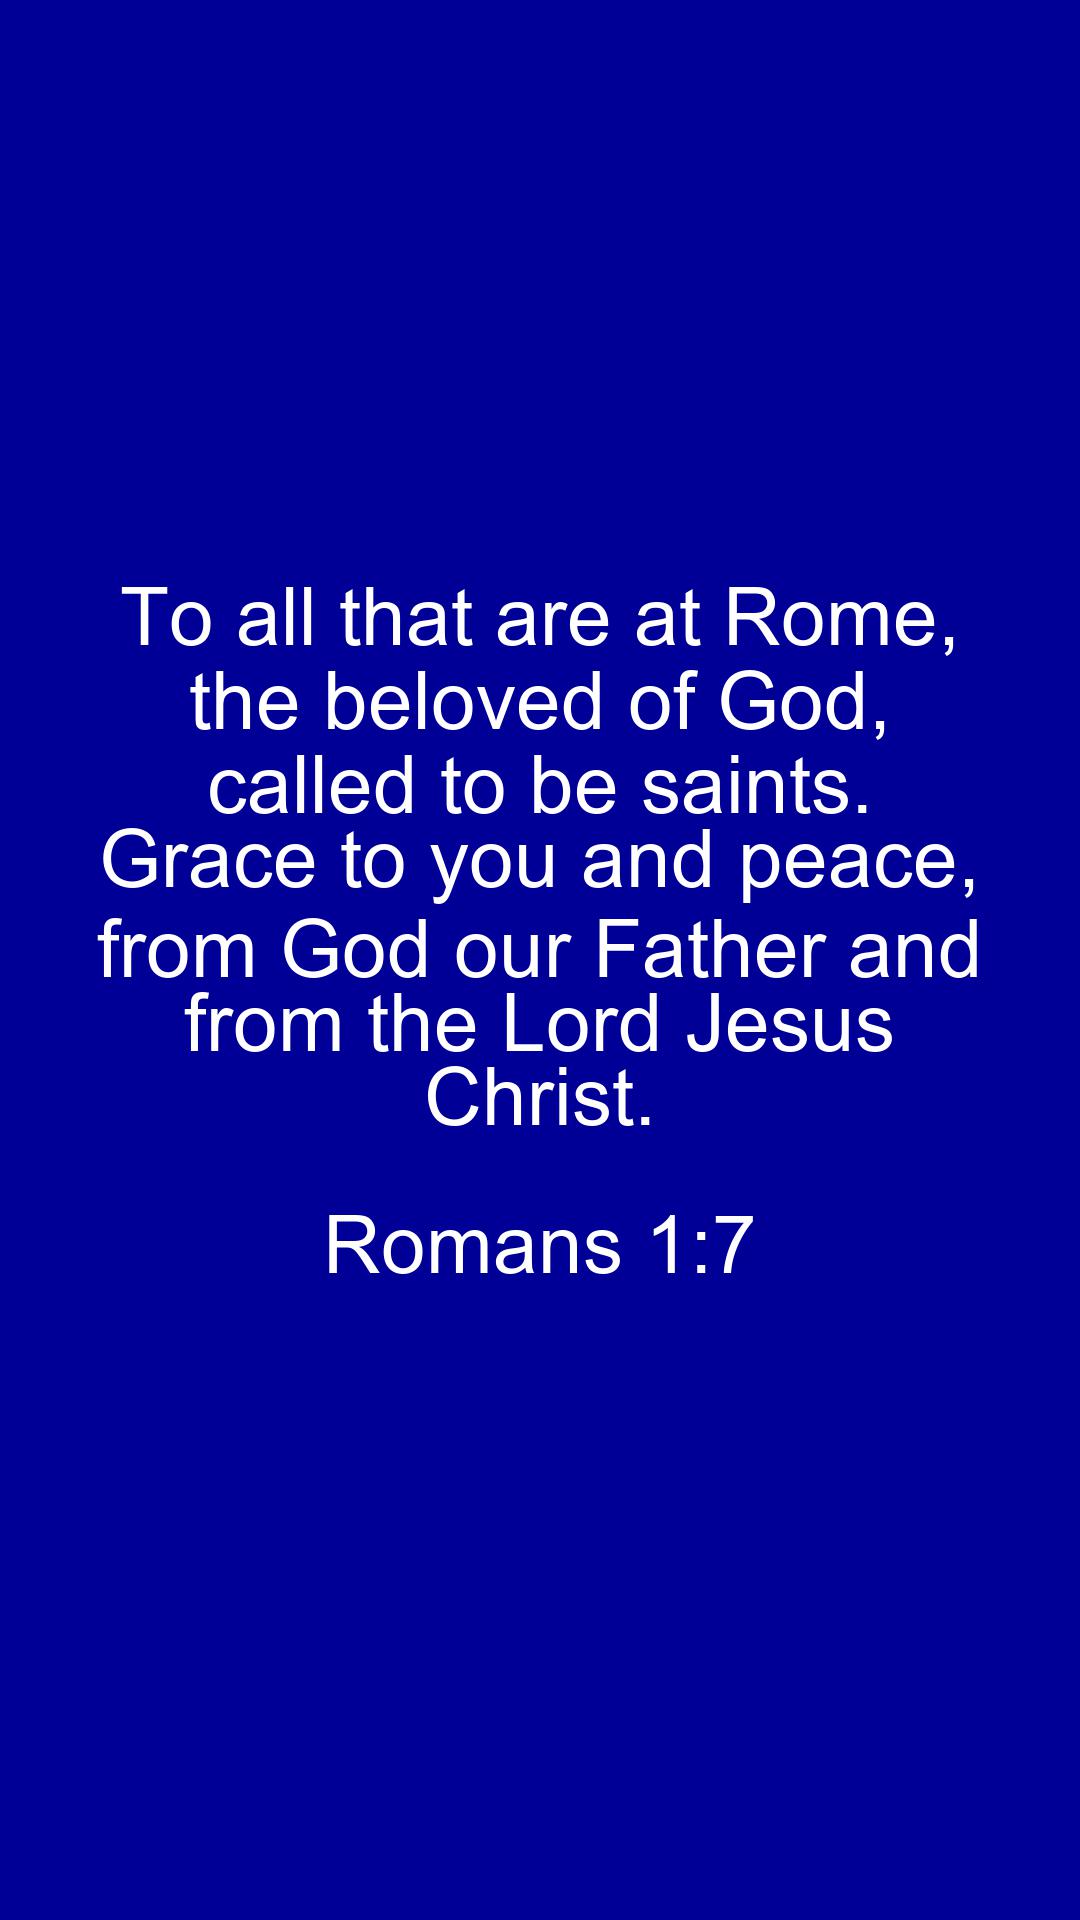 To all that are at Rome,
the beloved of God,
called to be saints.
Grace to you and peace,
from God our Father and
from the Lord Jesus
Christ.
Romans 1:7